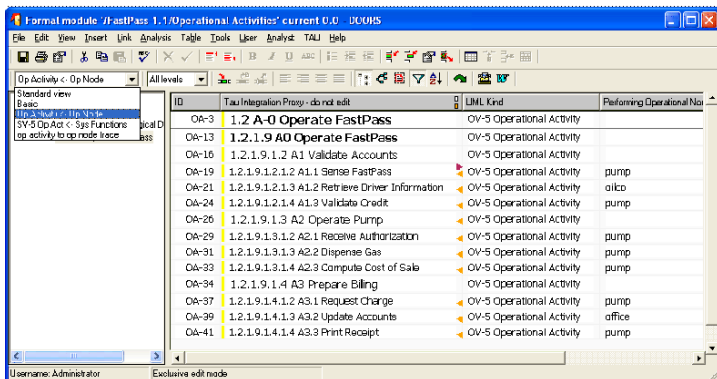 Format module '/FastPass 1.1/Operational Activities' current 0.0 - DOORS
File Edit View Insert Link Analysis Table Tools User Analyst TAU Help
Op Activity <- Op Node All levels
Standard view
Basic
Op Activity <- Op Node
SV-5 Op Act <- Sys Functions
op activity to op node trace
ID Tau Integration Proxy - do not edit UML Kind Performing Operational Nod
OA-3 1.2 A-0 Operate FastPass OV-5 Operational Activity
OA-13 1.2.1.9 A0 Operate FastPass OV-5 Operational Activity
OA-16 1.2.1.9.1.2 A1 Validate Accounts OV-5 Operational Activity
OA-19 1.2.1.9.1.2.1.2 A1.1 Sense FastPass OV-5 Operational Activity pump
OA-21 1.2.1.9.1.2.1.3 A1.2 Retrieve Driver Information OV-5 Operational Activity
OA-24 1.2.1.9.1.2.1.4 A1.3 Validate Credit OV-5 Operational Activity pump
OA-26 1.2.1.9.1.3 A2 Operate Pump OV-5 Operational Activity
OA-29 1.2.1.9.1.3.1.2 A2.1 Receive Authorization OV-5 Operational Activity pump
OA-31 1.2.1.9.1.3.1.3 A2.2 Dispense Gas OV-5 Operational Activity pump
OA-33 1.2.1.9.1.3.1.4 A2.3 Compute Cost of Sale OV-5 Operational Activity pump
OA-34 1.2.1.9.1.4 A3 Prepare Billing OV-5 Operational Activity
OA-37 1.2.1.9.1.4.1.2 A3.1 Request Charge OV-5 Operational Activity pump
OA-39 1.2.1.9.1.4.1.3 A3.2 Update Accounts OV-5 Operational Activity office
OA-41 1.2.1.9.1.4.1.4 A3.3 Print Receipt OV-5 Operational Activity pump
Username: Administrator Exclusive edit mode